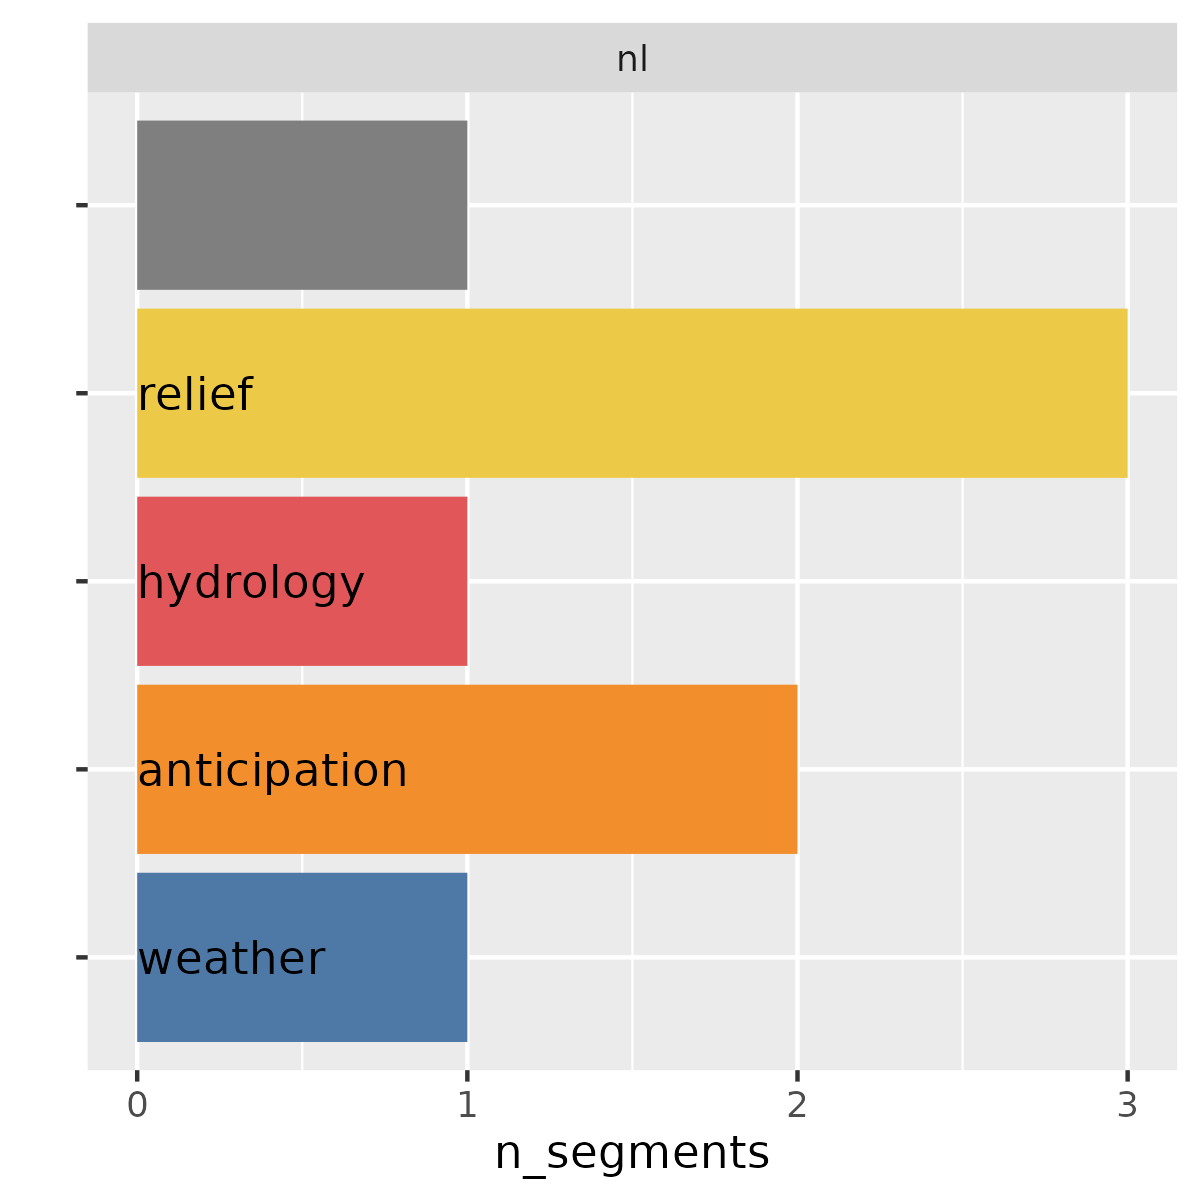 nl
relief
hydrology
anticipation
weather
0 1 2 3
n_segments